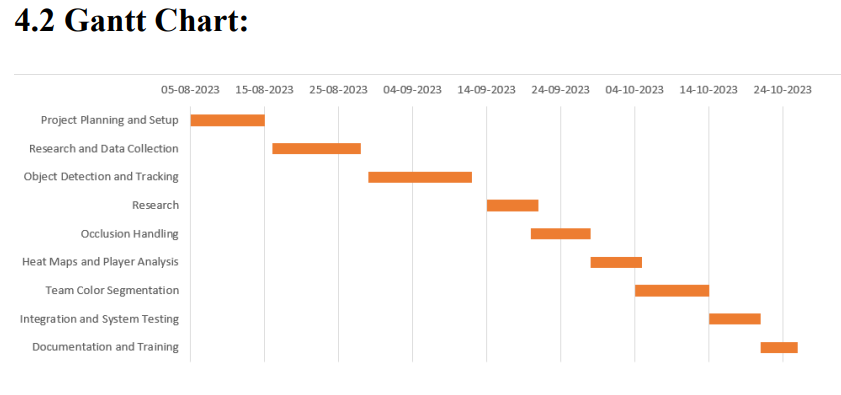 4.2 Gantt Chart:
05-08-2023 15-08-2023 25-08-2023 04-09-2023 14-09-2023 24-09-2023 04-10-2023 14-10-2023 24-10-2023
Project Planning and Setup
Research and Data Collection
Object Detection and Tracking
Research
Occlusion Handling
Heat Maps and Player Analysis
Team Color Segmentation
Integration and System Testing
Documentation and Training